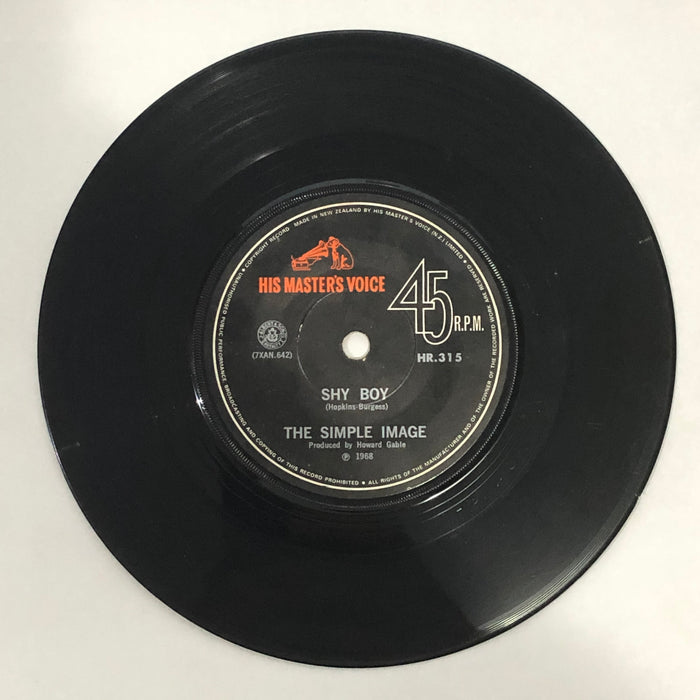 COPYRIGHT RECORD MADE IN NEW ZEALAND BY HIS MASTER'S VOICE (N.Z.) LIMITED • ALL RIGHTS OF THE MANUFACTURER AND OF THE OWNER OF THE RECORDED WORK ARE RESERVED
UNAUTHORISED PUBLIC PERFORMANCE BROADCASTING AND COPYING OF THIS RECORD PROHIBITED •
HIS MASTER'S VOICE
45 R.P.M.
(7XAN.642)
HR.315
SHY BOY
(Hopkins-Burgess)
THE SIMPLE IMAGE
Produced by Howard Gable
℗ 1968